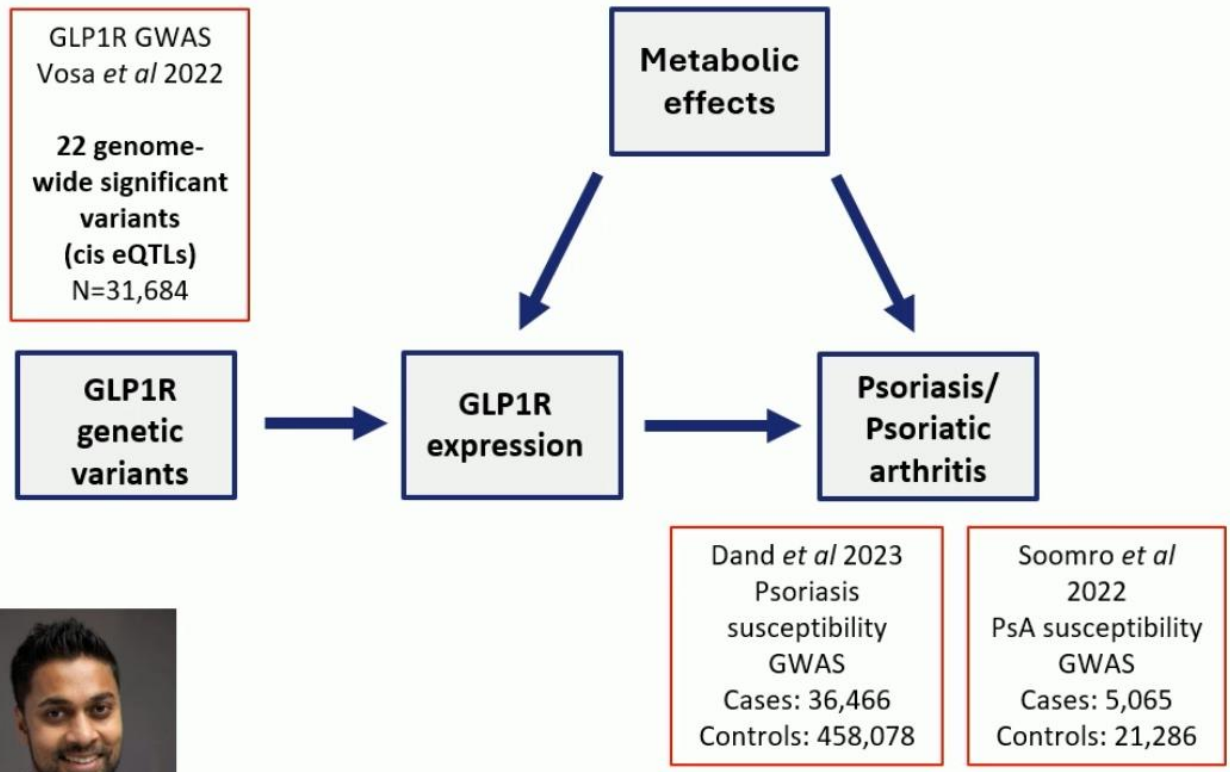 GLP1R GWAS
Vosa et al 2022
22 genome-
wide significant
variants
(cis eQTLs)
N=31,684
Metabolic
effects
GLP1R
genetic
variants
GLP1R
expression
Psoriasis/
Psoriatic
arthritis
Dand et al 2023
Psoriasis
susceptibility
GWAS
Cases: 36,466
Controls: 458,078
Soomro et al
2022
PsA susceptibility
GWAS
Cases: 5,065
Controls: 21,286